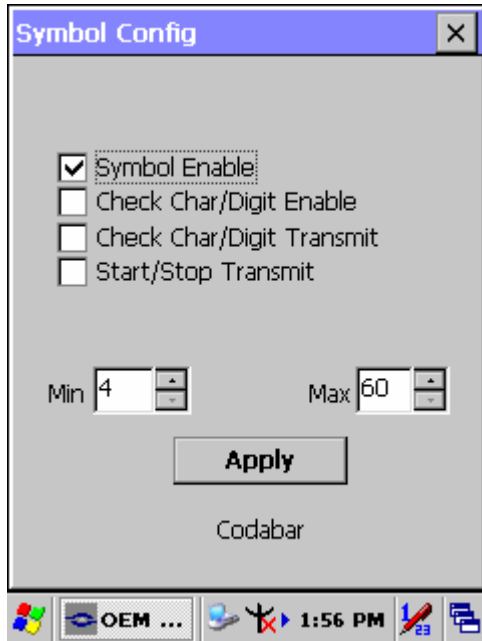 Symbol Config
Symbol Enable
Check Char/Digit Enable
Check Char/Digit Transmit
Start/Stop Transmit
Min 4 Max 60
Apply
Codabar
OEM ... 1:56 PM 23